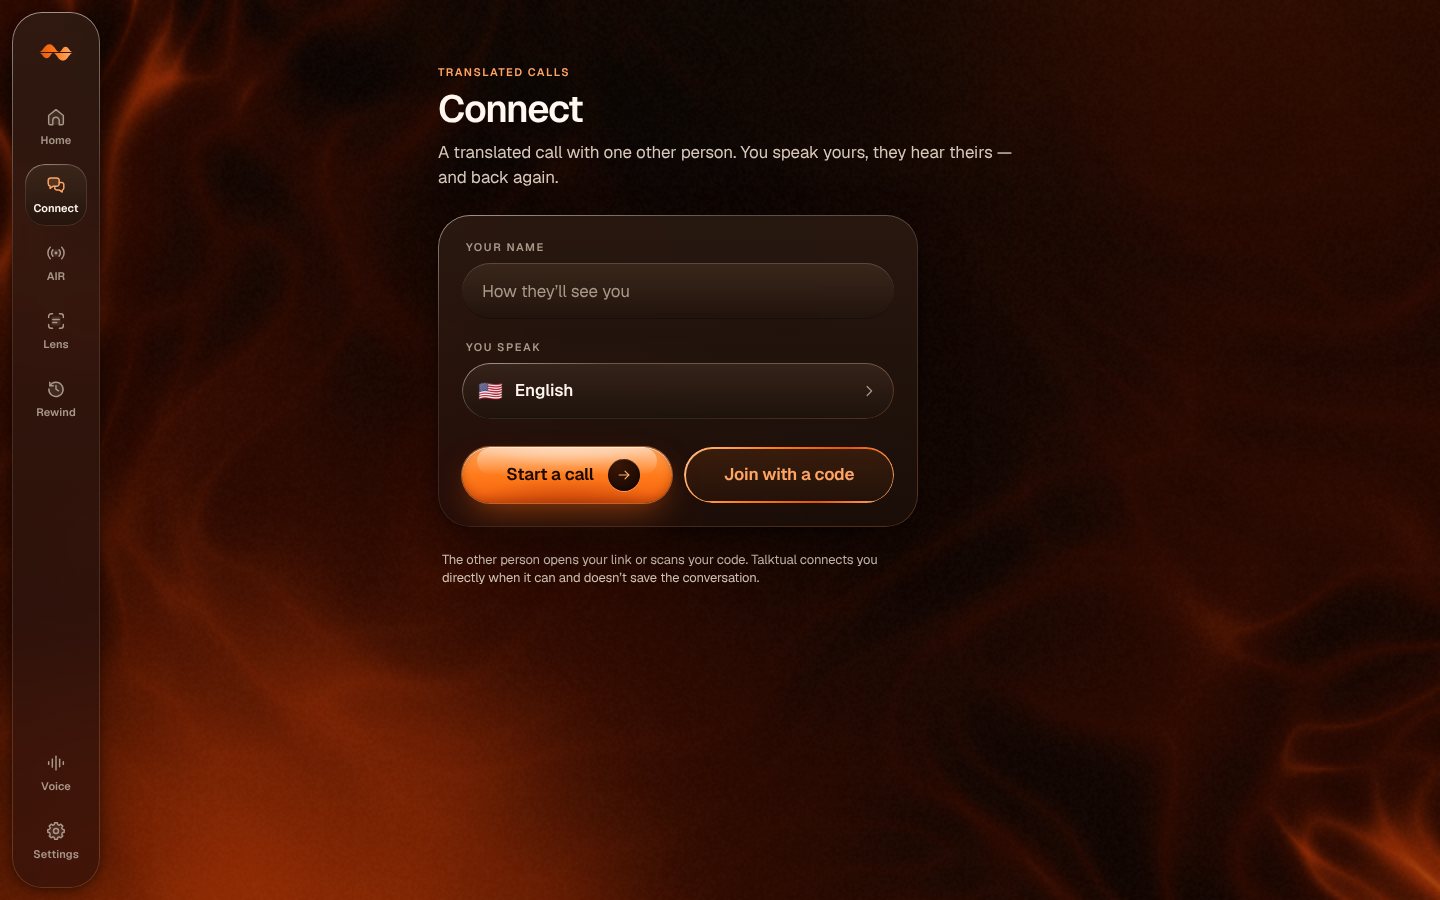 Home
Connect
AIR
Lens
Rewind
Voice
Settings
TRANSLATED CALLS
Connect
A translated call with one other person. You speak yours, they hear theirs —
and back again.
YOUR NAME
How they’ll see you
YOU SPEAK
English
Start a call
Join with a code
The other person opens your link or scans your code. Talktual connects you
directly when it can and doesn’t save the conversation.